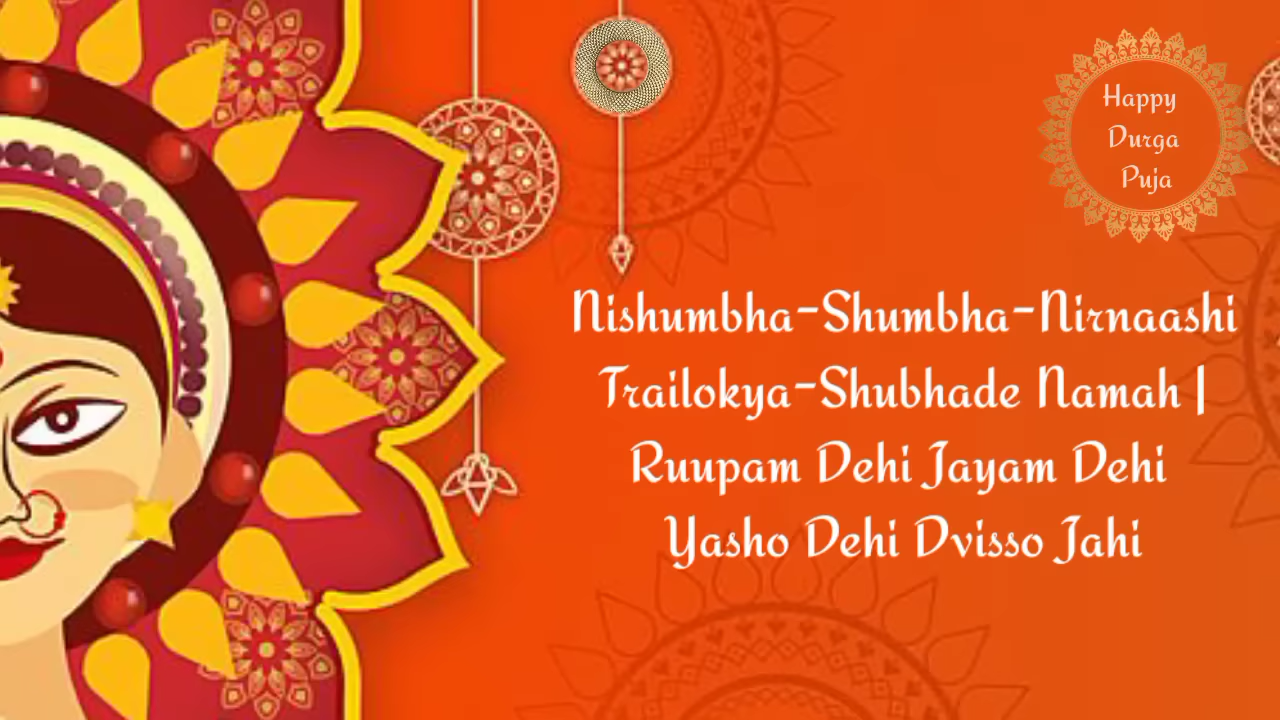 Happy
Durga
Puja
Nishumbha-Shumbha-Nirnaashi
Trailokya-Shubhade Namah |
Ruupam Dehi Jayam Dehi
Yasho Dehi Dvisso Jahi